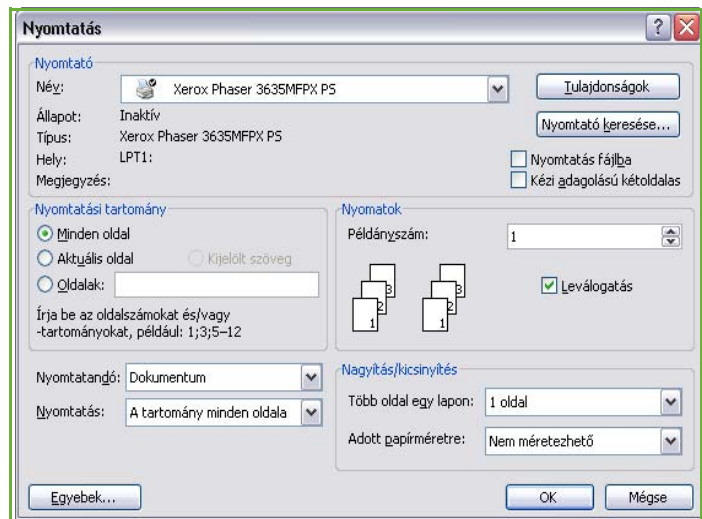 Nyomtatás
Nyomtató
Név: Xerox Phaser 3635MFPX PS
Tulajdonságok
Állapot: Inaktív
Típus: Xerox Phaser 3635MFPX PS
Hely: LPT1:
Megjegyzés:
Nyomtató keresése...
Nyomtatás fájlba
Kézi adagolású kétoldalas
Nyomtatási tartomány
Minden oldal
Aktuális oldal Kijelölt szöveg
Oldalak:
Írja be az oldalszámokat és/vagy
-tartományokat, például: 1;3;5–12
Nyomatok
Példányszám: 1
3 3
2 2
1 1
Leválogatás
Nyomtatandó: Dokumentum
Nyomtatás: A tartomány minden oldala
Nagyítás/kicsinyítés
Több oldal egy lapon: 1 oldal
Adott papírméretre: Nem méretezhető
Egyebek... OK Mégse